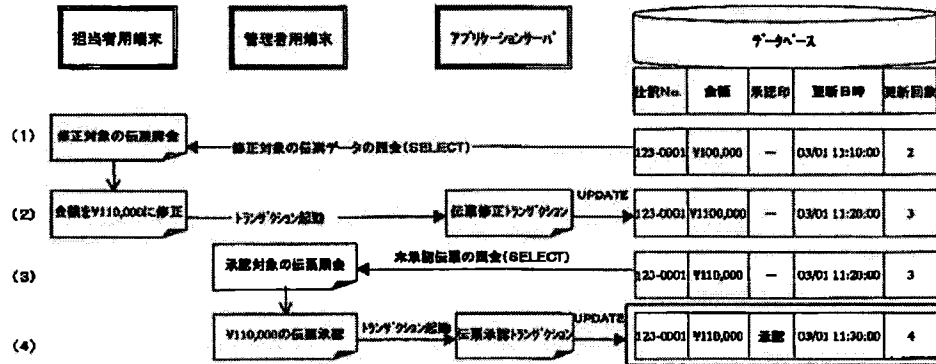 担当者用端末
管理者用端末
アプリケーションサーバ
データベース
仕訳No. 金額 承認印 更新日時 更新回数
(1) 修正対象の伝票照会 修正対象の伝票データの照会(SELECT) 123-0001 ¥100,000 — 03/01 11:10:00 2
(2) 金額を¥110,000に修正 トランザクション起動 伝票修正トランザクション UPDATE 123-0001 ¥1100,000 — 03/01 11:20:00 3
(3) 承認対象の伝票照会 未承認伝票の照会(SELECT) 123-0001 ¥110,000 — 03/01 11:20:00 3
(4) ¥110,000の伝票承認 トランザクション起動 伝票承認トランザクション UPDATE 123-0001 ¥110,000 承認 03/01 11:30:00 4